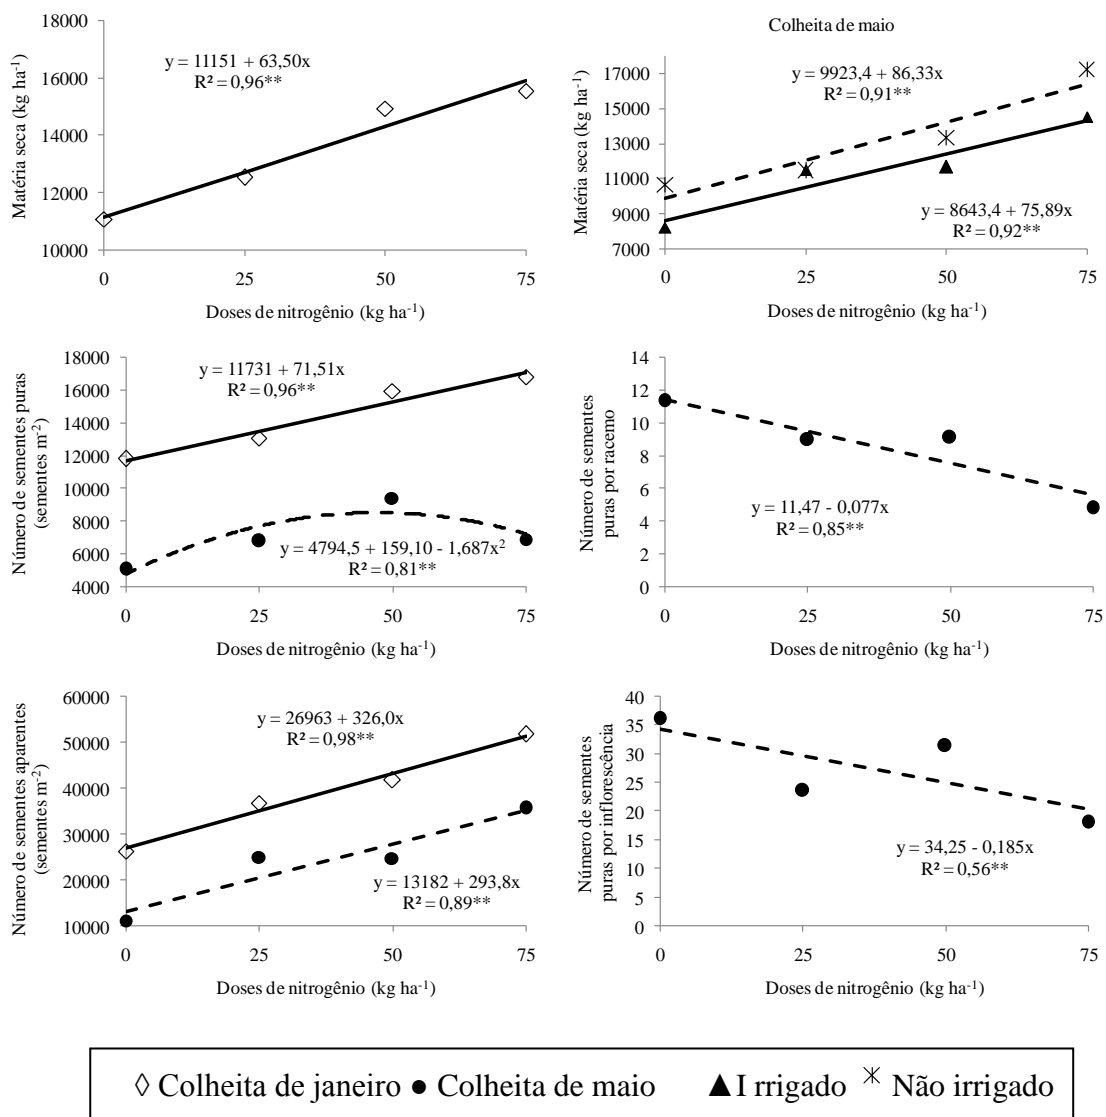 18000
16000
14000
12000
10000
Matéria seca (kg ha-1)
y = 11151 + 63,50x
R² = 0,96**
0 25 50 75
Doses de nitrogênio (kg ha-1)
Colheita de maio
17000
15000
13000
11000
9000
7000
Matéria seca (kg ha-1)
y = 9923,4 + 86,33x
R² = 0,91**
y = 8643,4 + 75,89x
R² = 0,92**
0 25 50 75
Doses de nitrogênio (kg ha-1)
18000
16000
14000
12000
10000
8000
6000
4000
Número de sementes puras
(sementes m-2)
y = 11731 + 71,51x
R² = 0,96**
y = 4794,5 + 159,10 - 1,687x2
R² = 0,81**
0 25 50 75
Doses de nitrogênio (kg ha-1)
14
12
10
8
6
4
2
0
Número de sementes
puras por racemo
y = 11,47 - 0,077x
R² = 0,85**
0 25 50 75
Doses de nitrogênio (kg ha-1)
60000
50000
40000
30000
20000
10000
Número de sementes aparentes
(sementes m-2)
y = 26963 + 326,0x
R² = 0,98**
y = 13182 + 293,8x
R² = 0,89**
0 25 50 75
Doses de nitrogênio (kg ha-1)
40
35
30
25
20
15
10
5
0
Número de sementes
puras por inflorescência
y = 34,25 - 0,185x
R² = 0,56**
0 25 50 75
Doses de nitrogênio (kg ha-1)
Colheita de janeiro Colheita de maio I rrigado Não irrigado